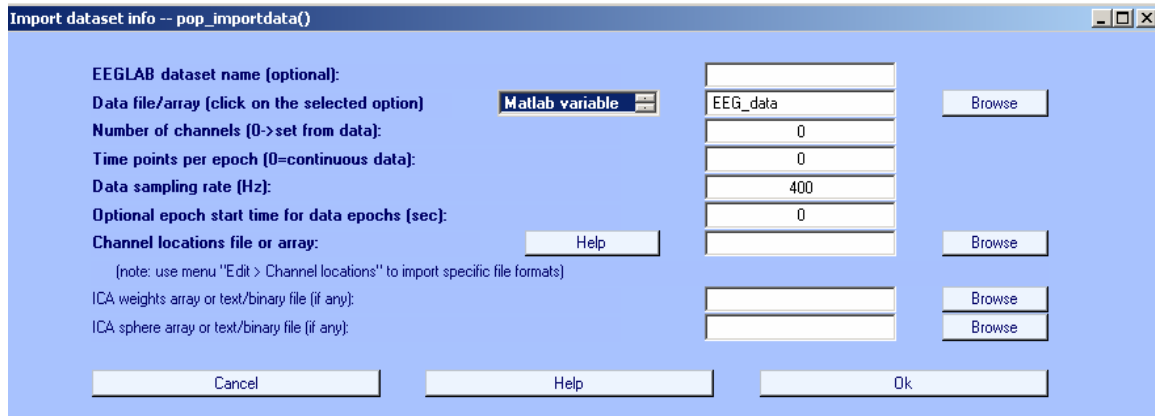 Import dataset info -- pop_importdata()
EEGLAB dataset name (optional):
Data file/array (click on the selected option) Matlab variable EEG_data Browse
Number of channels (0->set from data): 0
Time points per epoch (0=continuous data): 0
Data sampling rate (Hz): 400
Optional epoch start time for data epochs (sec): 0
Channel locations file or array: Help Browse
(note: use menu "Edit > Channel locations" to import specific file formats)
ICA weights array or text/binary file (if any): Browse
ICA sphere array or text/binary file (if any): Browse
Cancel Help Ok